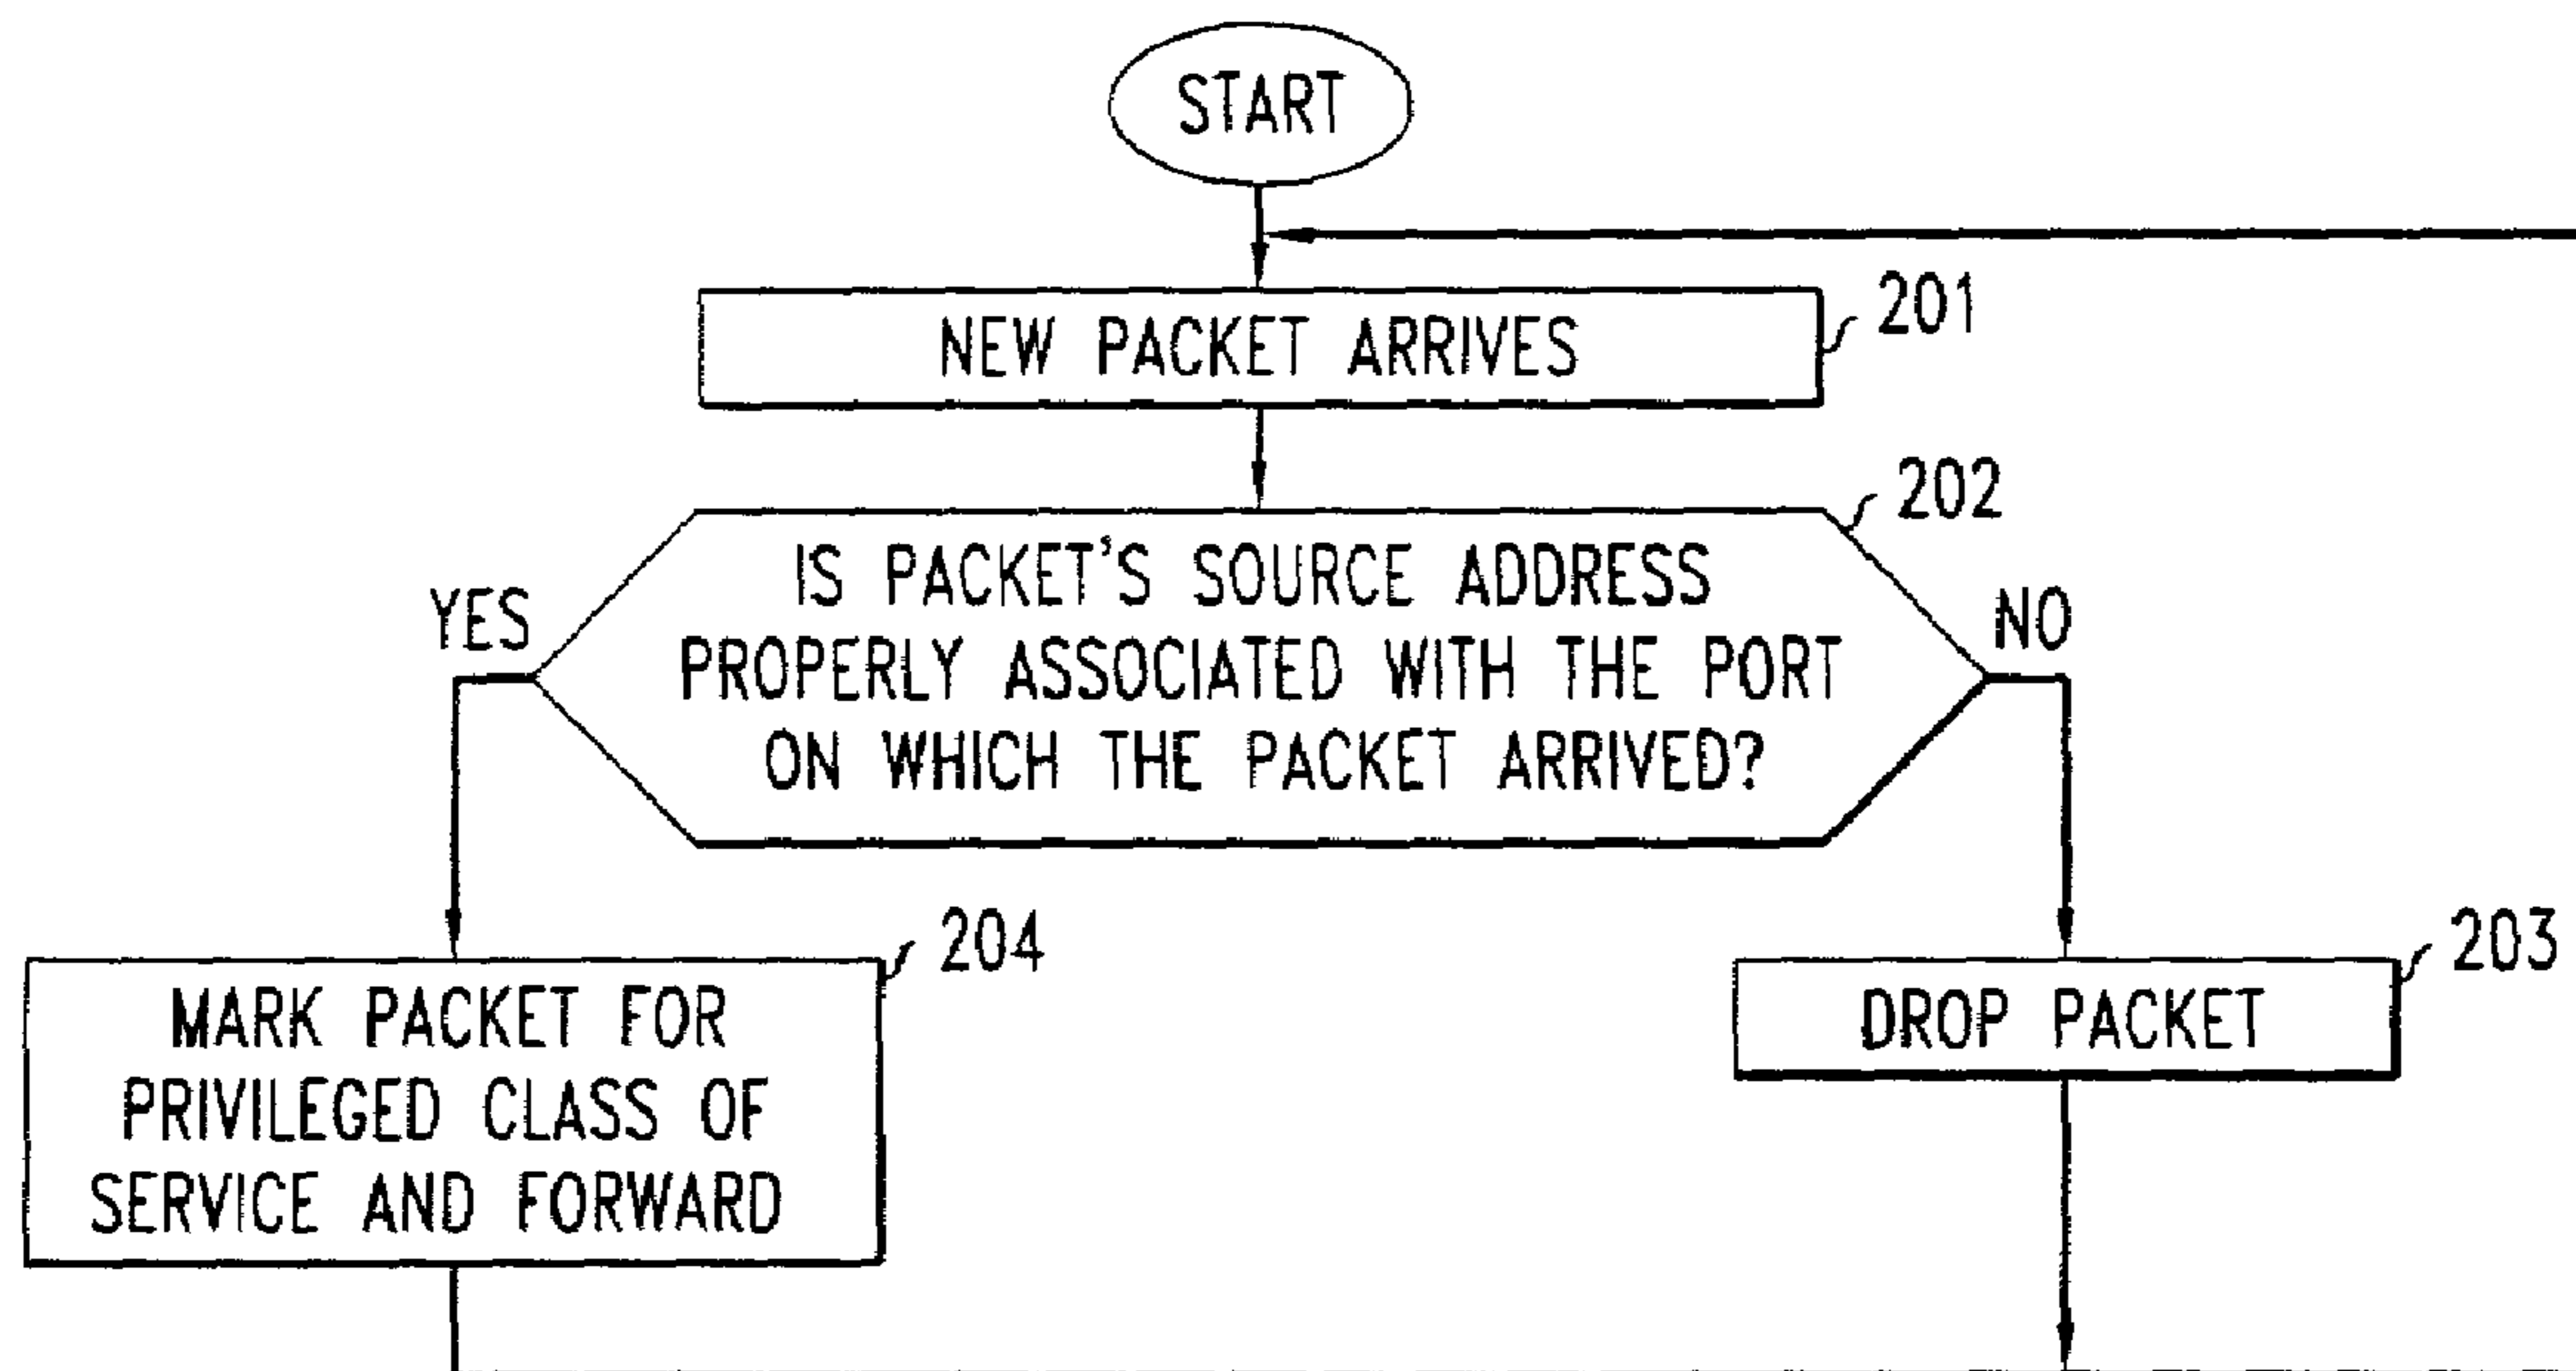 START
NEW PACKET ARRIVES
201
202
IS PACKET'S SOURCE ADDRESS
PROPERLY ASSOCIATED WITH THE PORT
ON WHICH THE PACKET ARRIVED?
YES
NO
204
MARK PACKET FOR
PRIVILEGED CLASS OF
SERVICE AND FORWARD
203
DROP PACKET